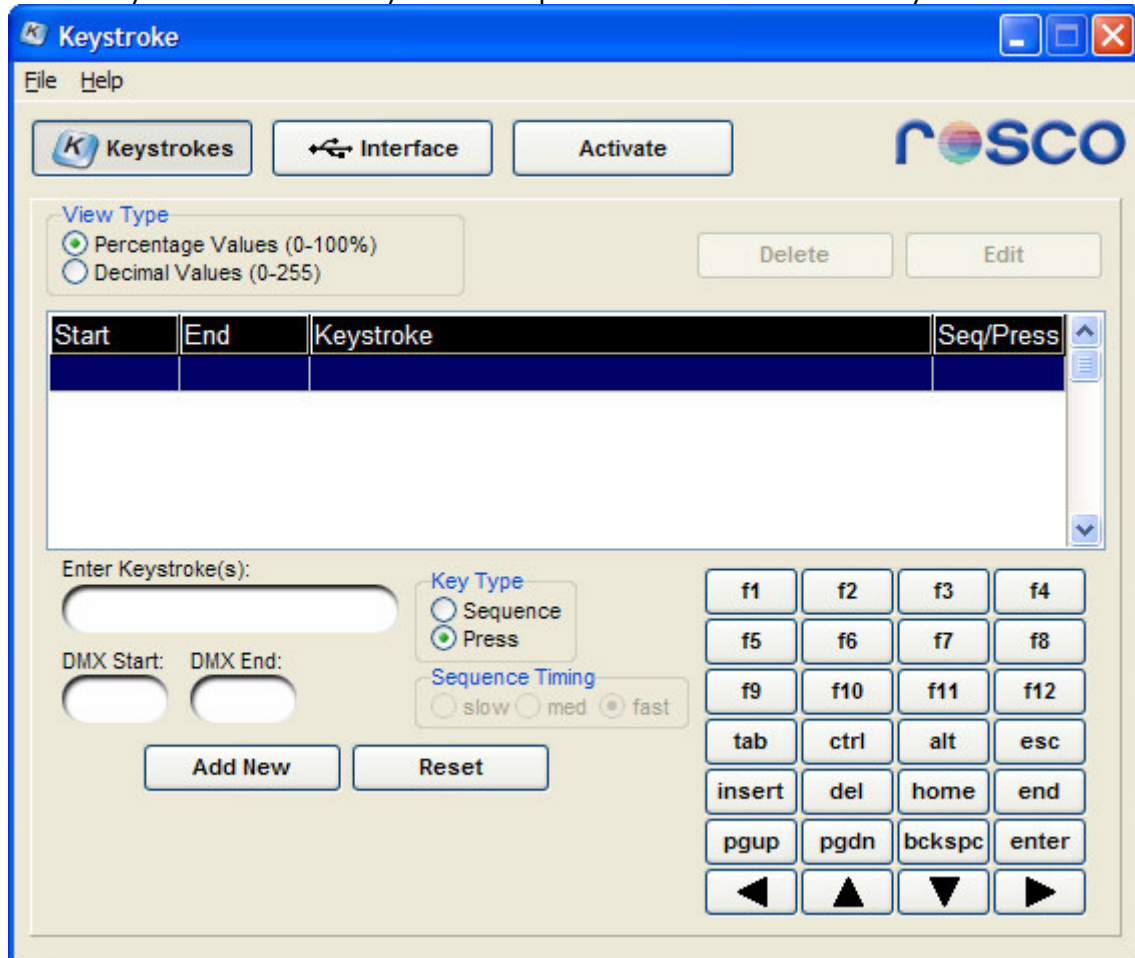 Keystroke
File Help
Keystrokes Interface Activate rosco
View Type
Percentage Values (0-100%)
Decimal Values (0-255)
Delete Edit
Start End Keystroke Seq/Press
Enter Keystroke(s):
Key Type
Sequence
Press
DMX Start: DMX End:
Sequence Timing
slow med fast
Add New Reset
f1 f2 f3 f4
f5 f6 f7 f8
f9 f10 f11 f12
tab ctrl alt esc
insert del home end
pgup pgdn bckspc enter